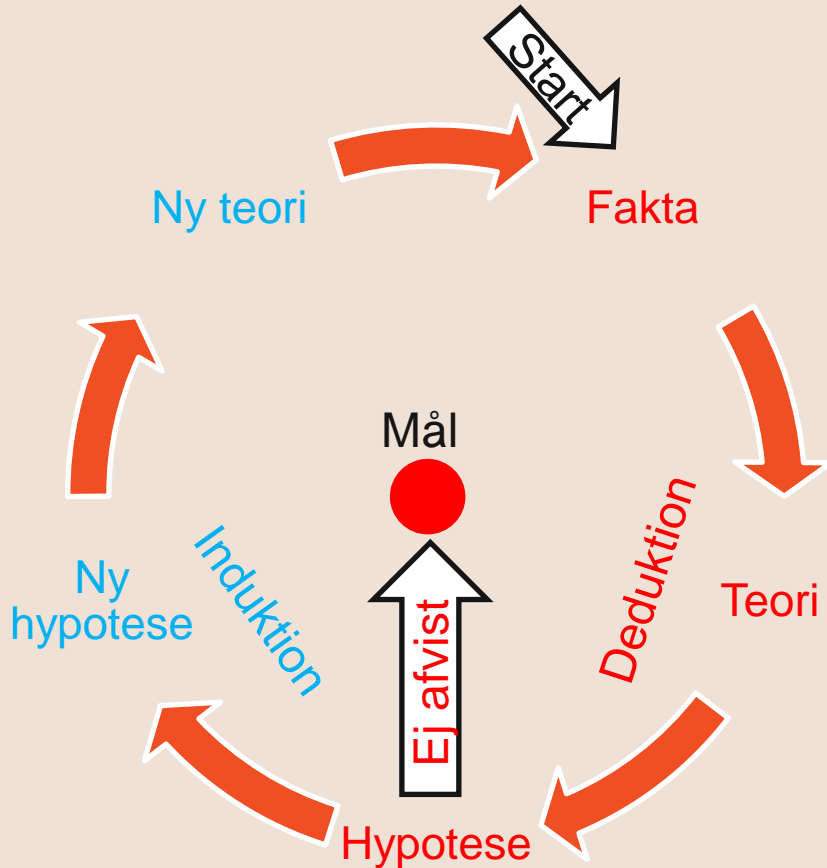 Start
Ny teori
Fakta
Mål
Induktion
Deduktion
Ny
hypotese
Teori
Ej afvist
Hypotese